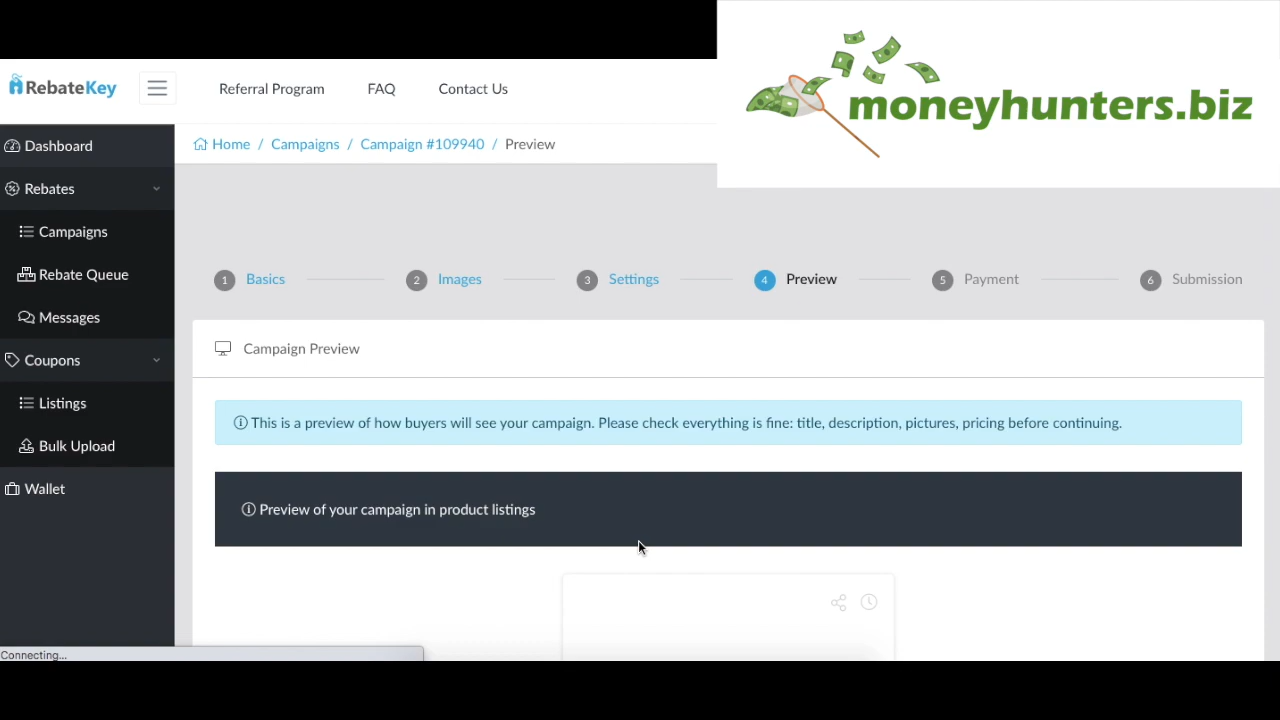 moneyhunters.biz
RebateKey
Referral Program
FAQ
Contact Us
Home / Campaigns / Campaign #109940 / Preview
Dashboard
Rebates
Campaigns
Rebate Queue
Messages
Coupons
Listings
Bulk Upload
Wallet
1 Basics
2 Images
3 Settings
4 Preview
5 Payment
6 Submission
Campaign Preview
This is a preview of how buyers will see your campaign. Please check everything is fine: title, description, pictures, pricing before continuing.
Preview of your campaign in product listings
Connecting...